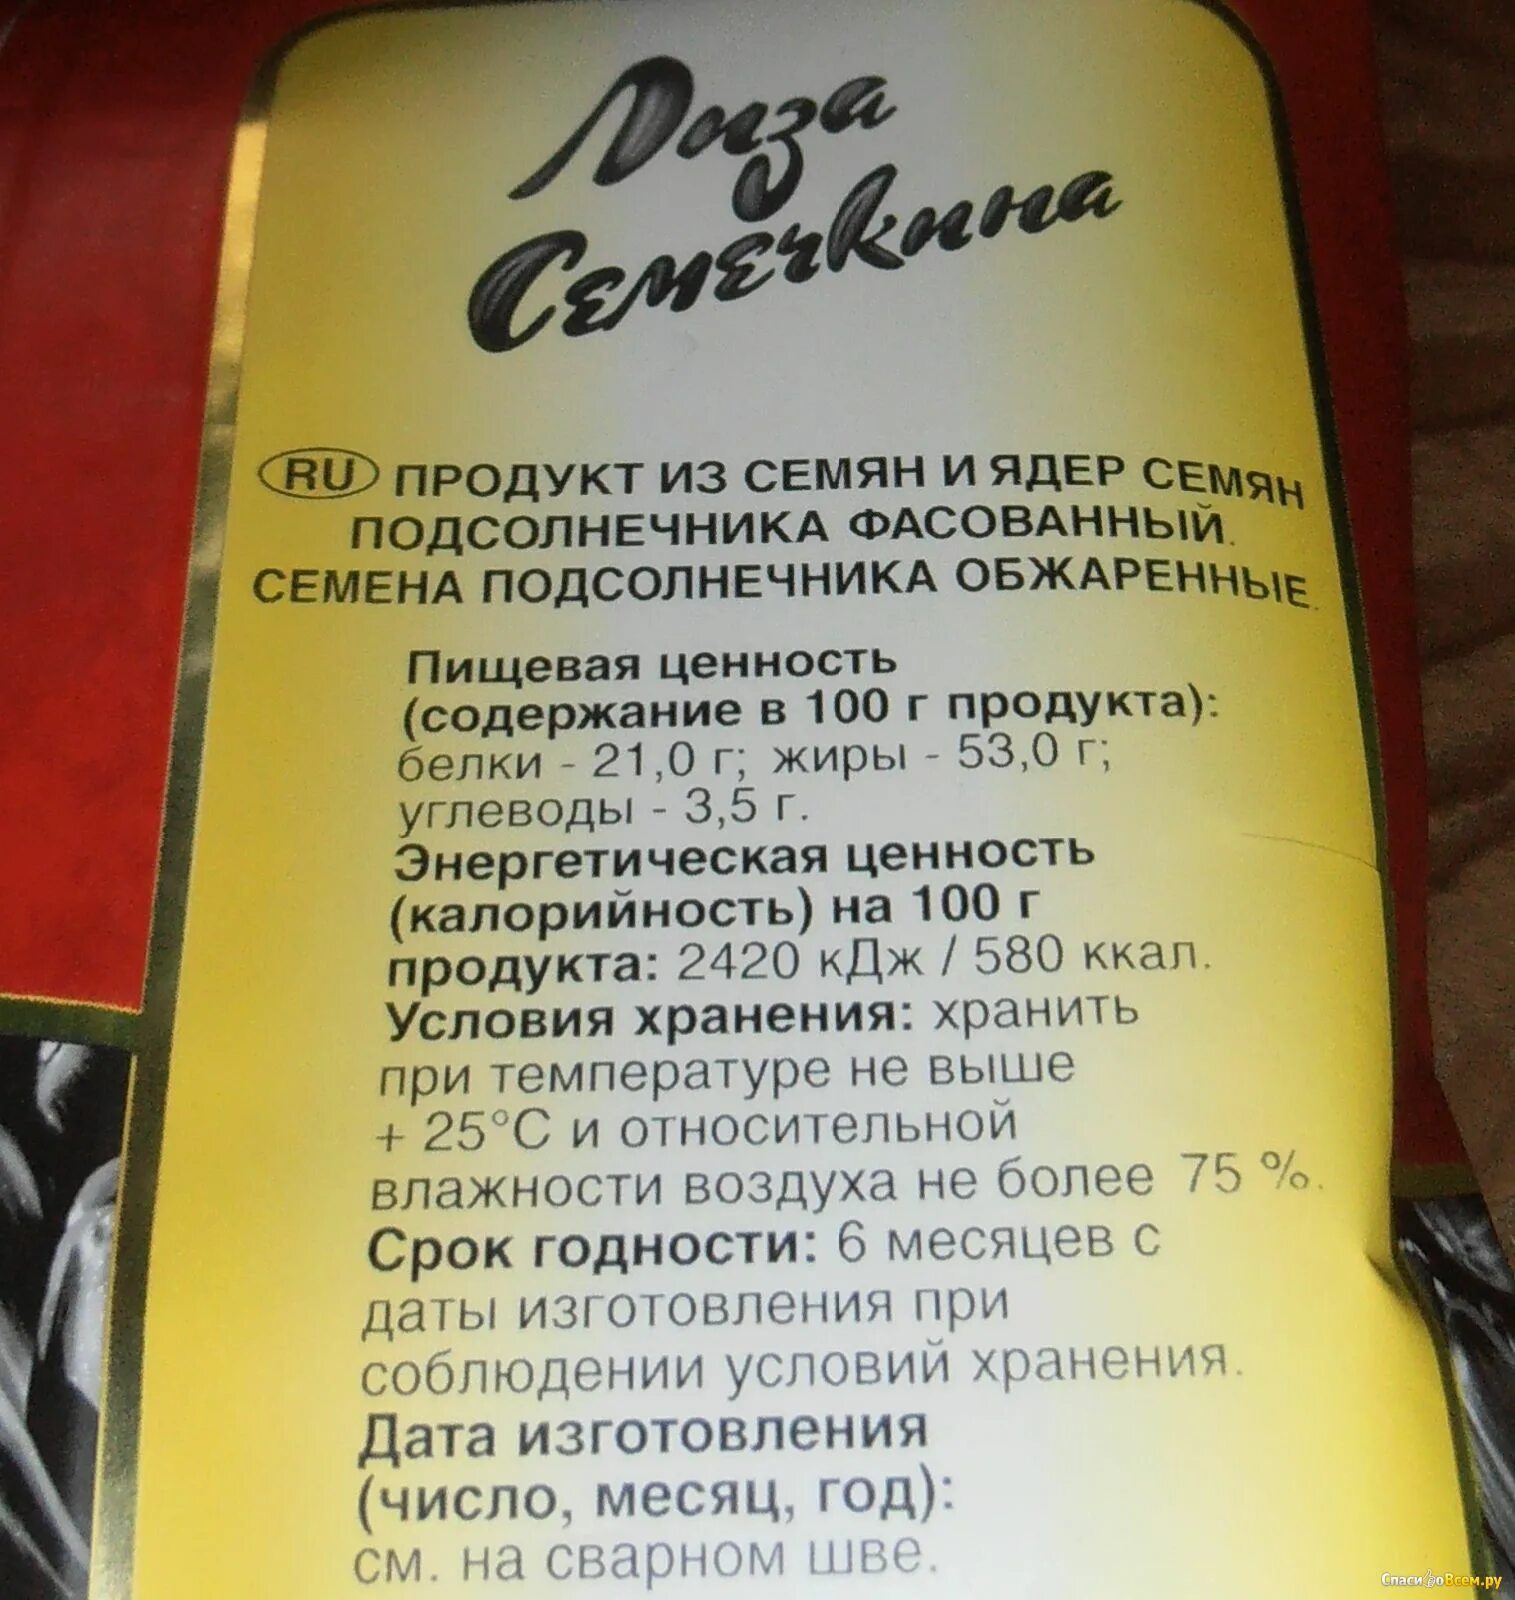 Лиза
Семечкина
RU ПРОДУКТ ИЗ СЕМЯН И ЯДЕР СЕМЯН
ПОДСОЛНЕЧНИКА ФАСОВАННЫЙ.
СЕМЕНА ПОДСОЛНЕЧНИКА ОБЖАРЕННЫЕ.
Пищевая ценность
(содержание в 100 г продукта):
белки - 21,0 г; жиры - 53,0 г;
углеводы - 3,5 г.
Энергетическая ценность
(калорийность) на 100 г
продукта: 2420 кДж / 580 ккал.
Условия хранения: хранить
при температуре не выше
+ 25°С и относительной
влажности воздуха не более 75 %.
Срок годности: 6 месяцев с
даты изготовления при
соблюдении условий хранения.
Дата изготовления
(число, месяц, год):
см. на сварном шве.
СпасибоВсем.ру